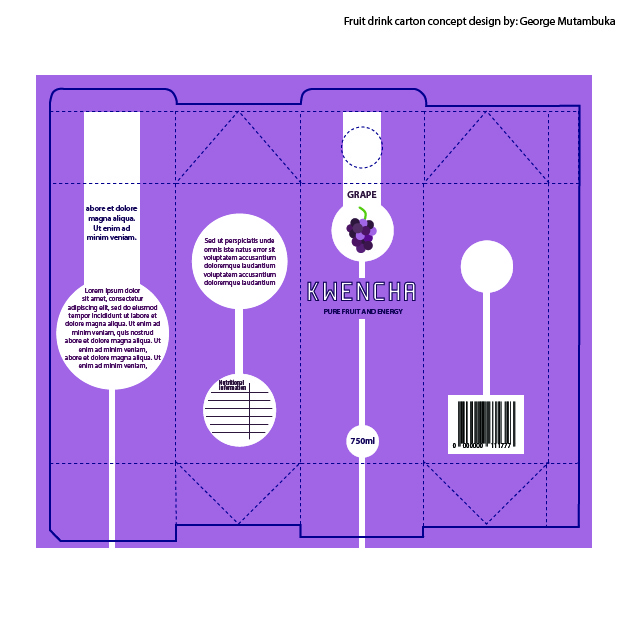 Fruit drink carton concept design by: George Mutambuka
abore et dolore
magna aliqua.
Ut enim ad
minim veniam.
Lorem ipsum dolor
sit amet, consectetur
adipiscing elit, sed do eiusmod
tempor incididunt ut labore et
dolore magna aliqua. Ut enim ad
minim veniam, quis nostrud
abore et dolore magna aliqua. Ut
enim ad minim veniam,
abore et dolore magna aliqua. Ut
enim ad minim veniam,
Sed ut perspiciatis unde
omnis iste natus error sit
voluptatem accusantium
doloremque laudantium
voluptatem accusantium
doloremque laudantium
Nutritional
Information
GRAPE
KWENCHA
PURE FRUIT AND ENERGY
750ml
0 000000 111777